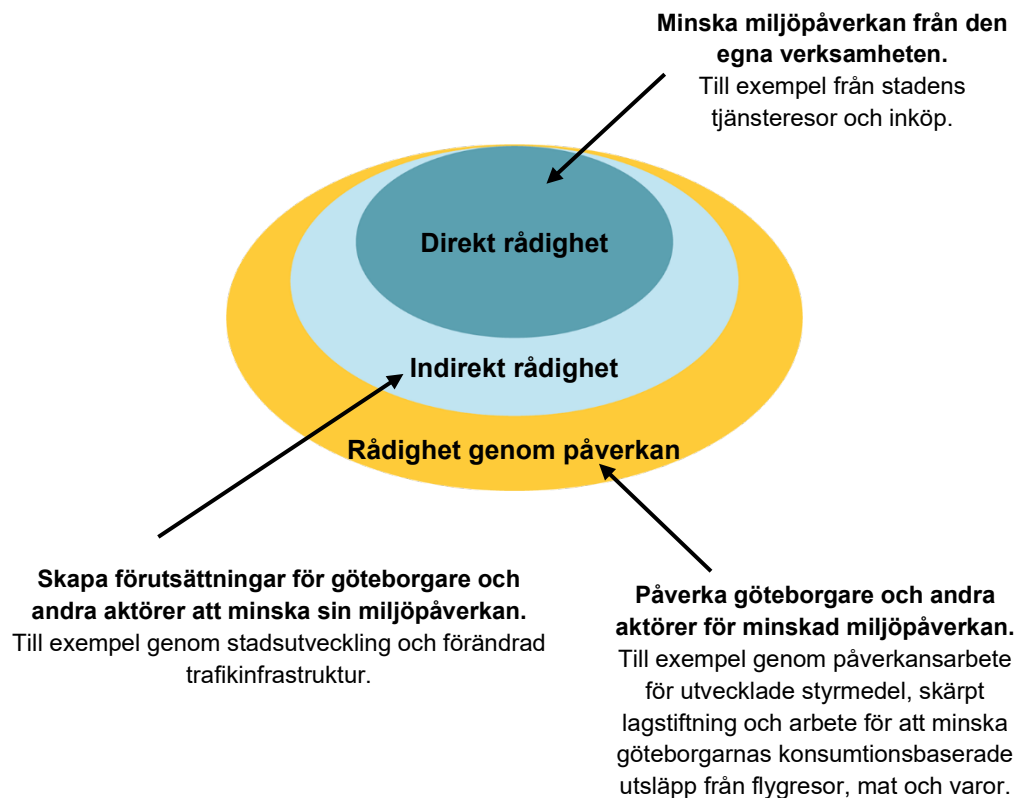 Minska miljöpåverkan från den
egna verksamheten.
Till exempel från stadens
tjänsteresor och inköp.
Direkt rådighet
Indirekt rådighet
Rådighet genom påverkan
Skapa förutsättningar för göteborgare och
andra aktörer att minska sin miljöpåverkan.
Till exempel genom stadsutveckling och förändrad
trafikinfrastruktur.
Påverka göteborgare och andra
aktörer för minskad miljöpåverkan.
Till exempel genom påverkansarbete
för utvecklade styrmedel, skärpt
lagstiftning och arbete för att minska
göteborgarnas konsumtionsbaserade
utsläpp från flygresor, mat och varor.